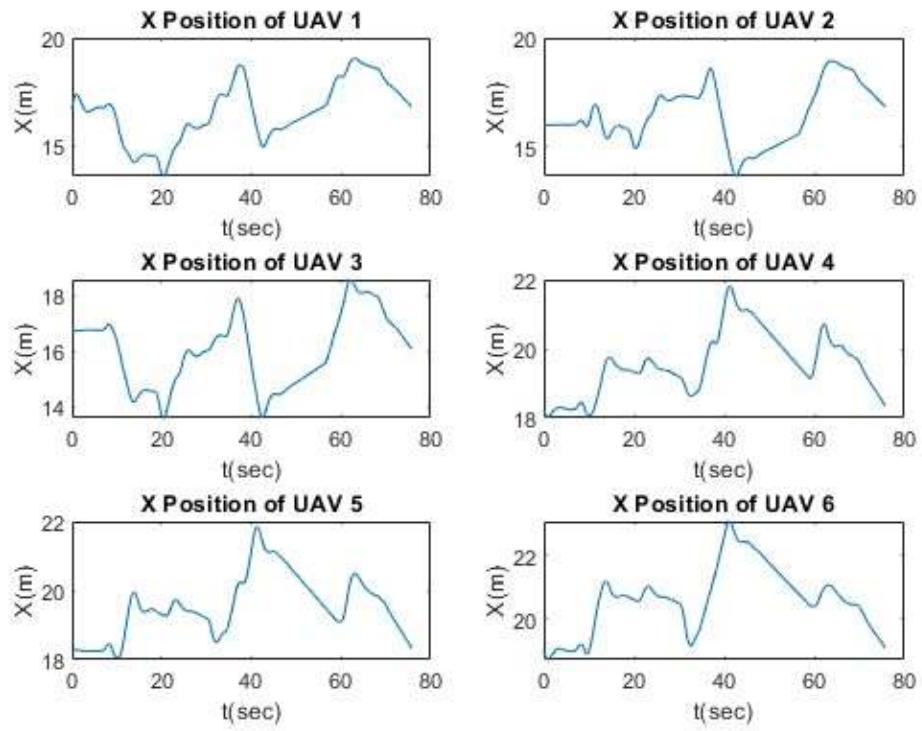 X Position of UAV 1
20
15
X(m)
0 20 40 60 80
t(sec)
X Position of UAV 2
20
15
X(m)
0 20 40 60 80
t(sec)
X Position of UAV 3
18
16
14
X(m)
0 20 40 60 80
t(sec)
X Position of UAV 4
22
20
18
X(m)
0 20 40 60 80
t(sec)
X Position of UAV 5
22
20
18
X(m)
0 20 40 60 80
t(sec)
X Position of UAV 6
22
20
X(m)
0 20 40 60 80
t(sec)